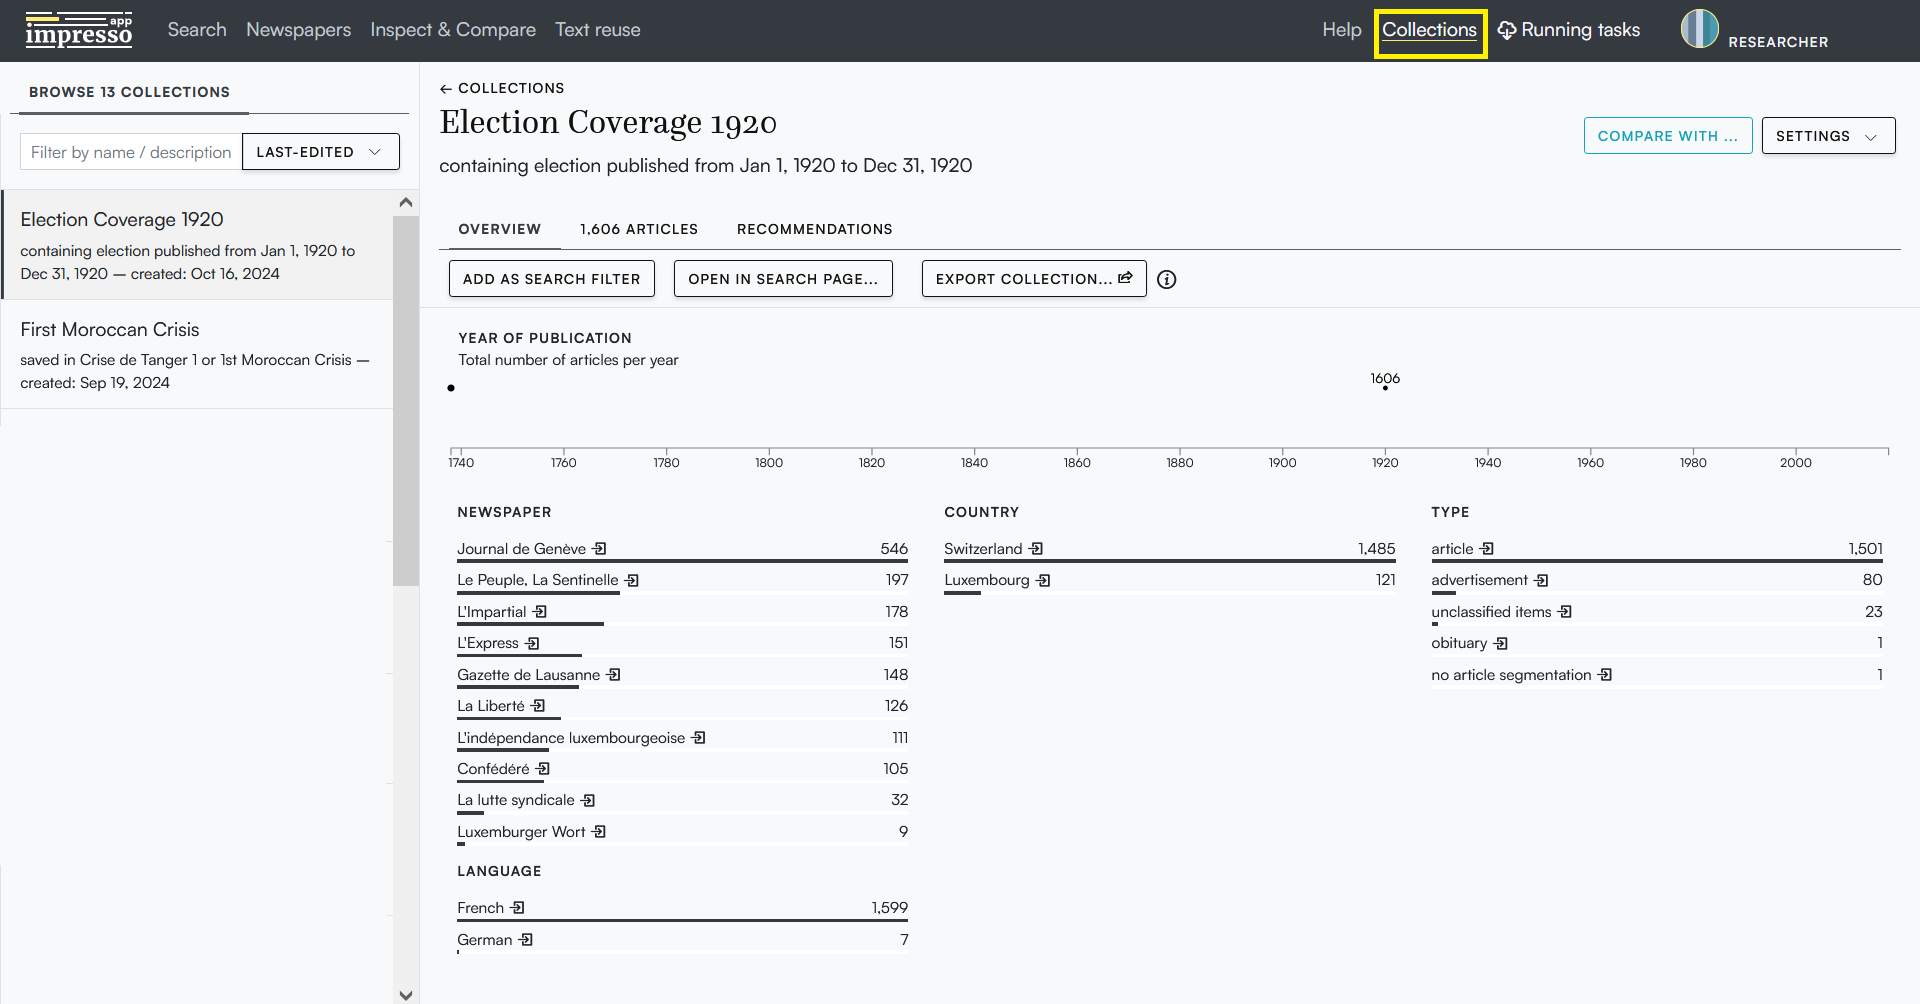 impresso app
Search Newspapers Inspect & Compare Text reuse
Help Collections Running tasks RESEARCHER
BROWSE 13 COLLECTIONS
Filter by name / description LAST-EDITED
Election Coverage 1920
containing election published from Jan 1, 1920 to
Dec 31, 1920 — created: Oct 16, 2024
First Moroccan Crisis
saved in Crise de Tanger 1 or 1st Moroccan Crisis —
created: Sep 19, 2024
← COLLECTIONS
Election Coverage 1920
containing election published from Jan 1, 1920 to Dec 31, 1920
COMPARE WITH ... SETTINGS
OVERVIEW 1,606 ARTICLES RECOMMENDATIONS
ADD AS SEARCH FILTER OPEN IN SEARCH PAGE... EXPORT COLLECTION...
YEAR OF PUBLICATION
Total number of articles per year
1606
1740 1760 1780 1800 1820 1840 1860 1880 1900 1920 1940 1960 1980 2000
NEWSPAPER
Journal de Genève 546
Le Peuple, La Sentinelle 197
L'Impartial 178
L'Express 151
Gazette de Lausanne 148
La Liberté 126
L'indépendance luxembourgeoise 111
Confédéré 105
La lutte syndicale 32
Luxemburger Wort 9
LANGUAGE
French 1,599
German 7
COUNTRY
Switzerland 1,485
Luxembourg 121
TYPE
article 1,501
advertisement 80
unclassified items 23
obituary 1
no article segmentation 1